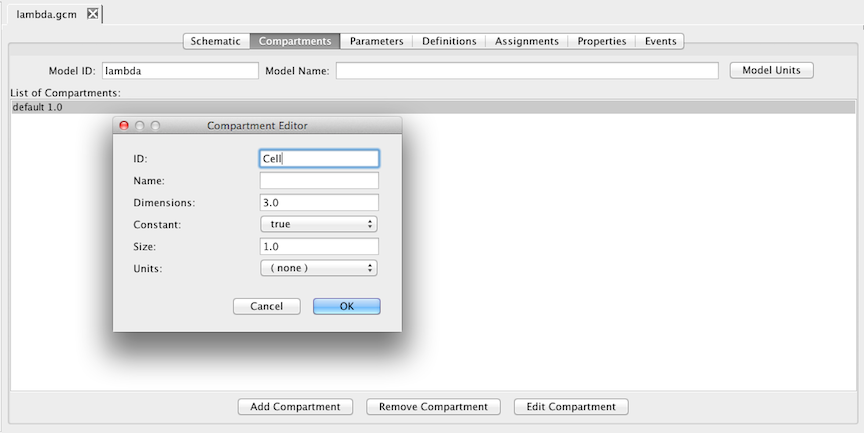 lambda.gcm
Schematic Compartments Parameters Definitions Assignments Properties Events
Model ID: lambda Model Name: Model Units
List of Compartments:
default 1.0
Compartment Editor
ID: Cell
Name:
Dimensions: 3.0
Constant: true
Size: 1.0
Units: ( none )
Cancel OK
Add Compartment Remove Compartment Edit Compartment